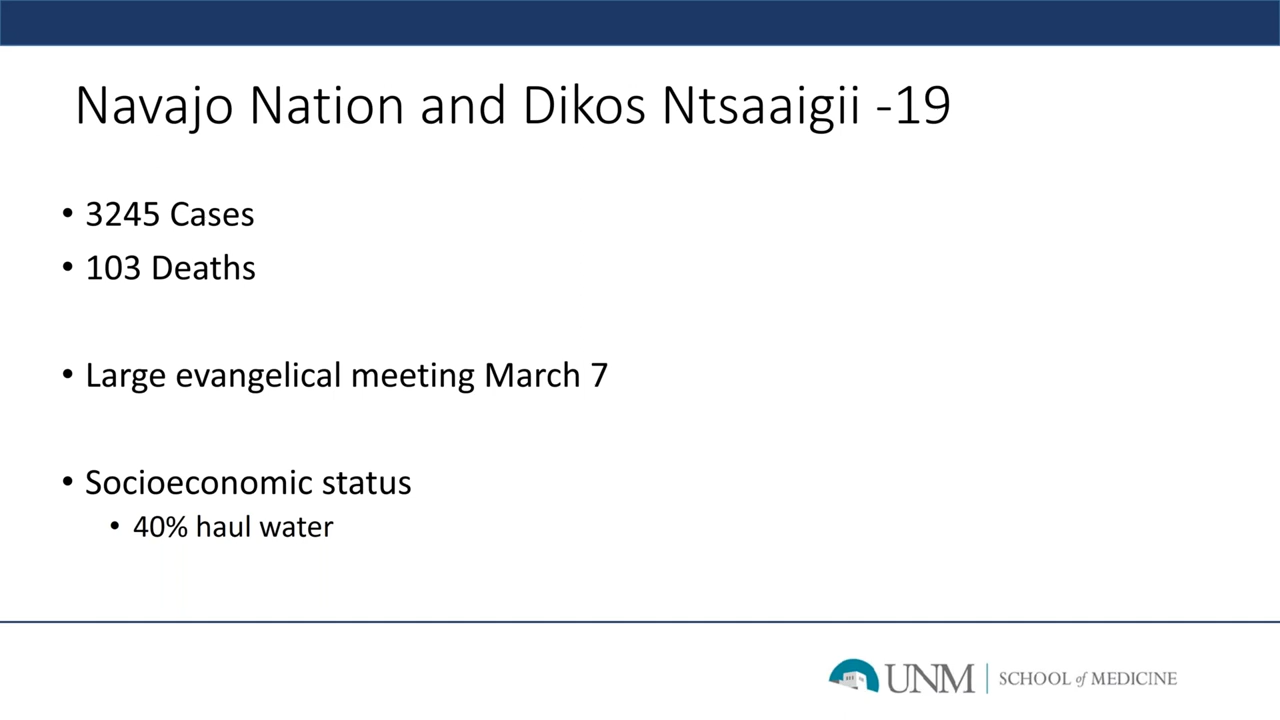 Navajo Nation and Dikos Ntsaaigii -19
• 3245 Cases
• 103 Deaths
• Large evangelical meeting March 7
• Socioeconomic status
• 40% haul water
UNM | SCHOOL of MEDICINE